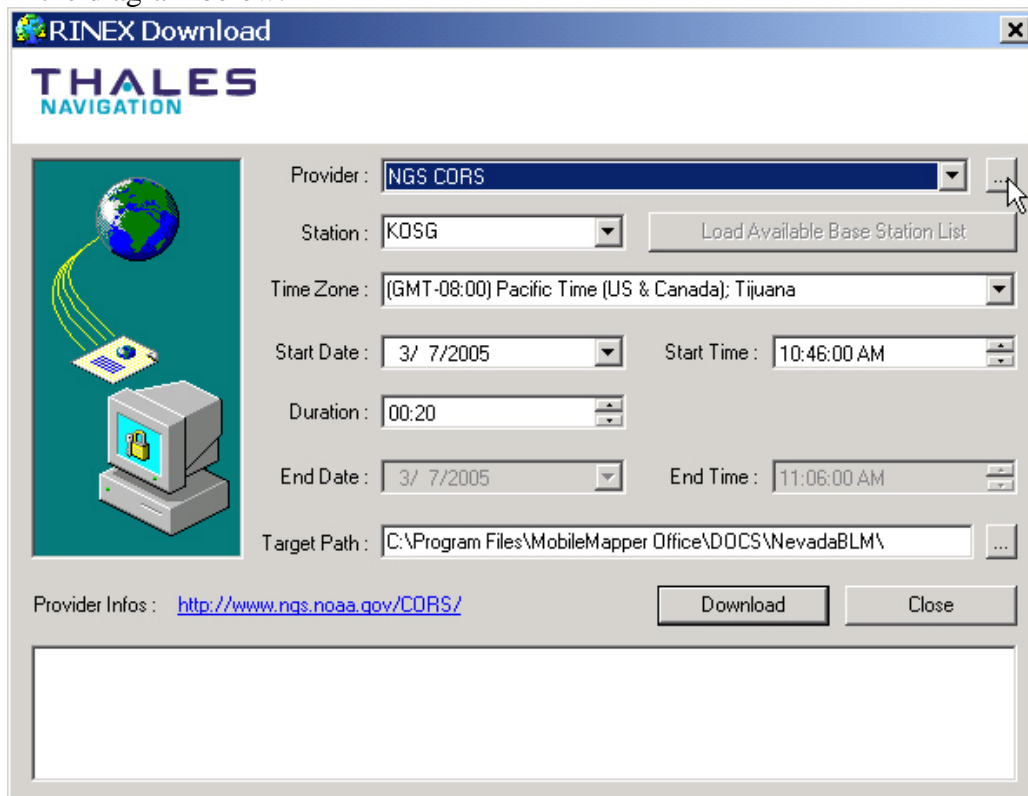 RINEX Download
THALES
NAVIGATION
Provider : NGS CORS ...
Station : KOSG Load Available Base Station List
Time Zone : (GMT-08:00) Pacific Time (US & Canada); Tijuana
Start Date : 3/ 7/2005 Start Time : 10:46:00 AM
Duration : 00:20
End Date : 3/ 7/2005 End Time : 11:06:00 AM
Target Path : C:\Program Files\MobileMapper Office\DOCS\NevadaBLM\ ...
Provider Infos : http://www.ngs.noaa.gov/CORS/ Download Close